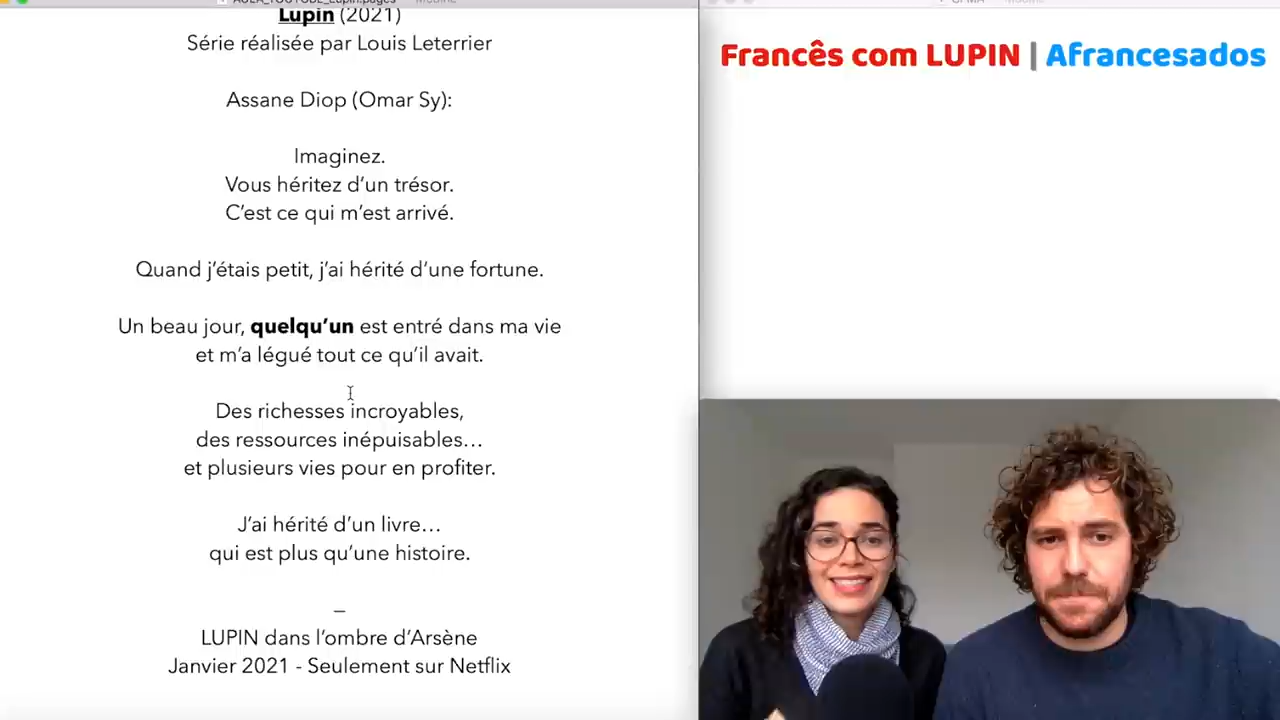 Lupin (2021)
Série réalisée par Louis Leterrier
Assane Diop (Omar Sy):
Imaginez.
Vous héritez d’un trésor.
C’est ce qui m’est arrivé.
Quand j’étais petit, j’ai hérité d’une fortune.
Un beau jour, quelqu’un est entré dans ma vie
et m’a légué tout ce qu’il avait.
Des richesses incroyables,
des ressources inépuisables…
et plusieurs vies pour en profiter.
J’ai hérité d’un livre…
qui est plus qu’une histoire.
–
LUPIN dans l’ombre d’Arsène
Janvier 2021 - Seulement sur Netflix
Francês com LUPIN | Afrancesados